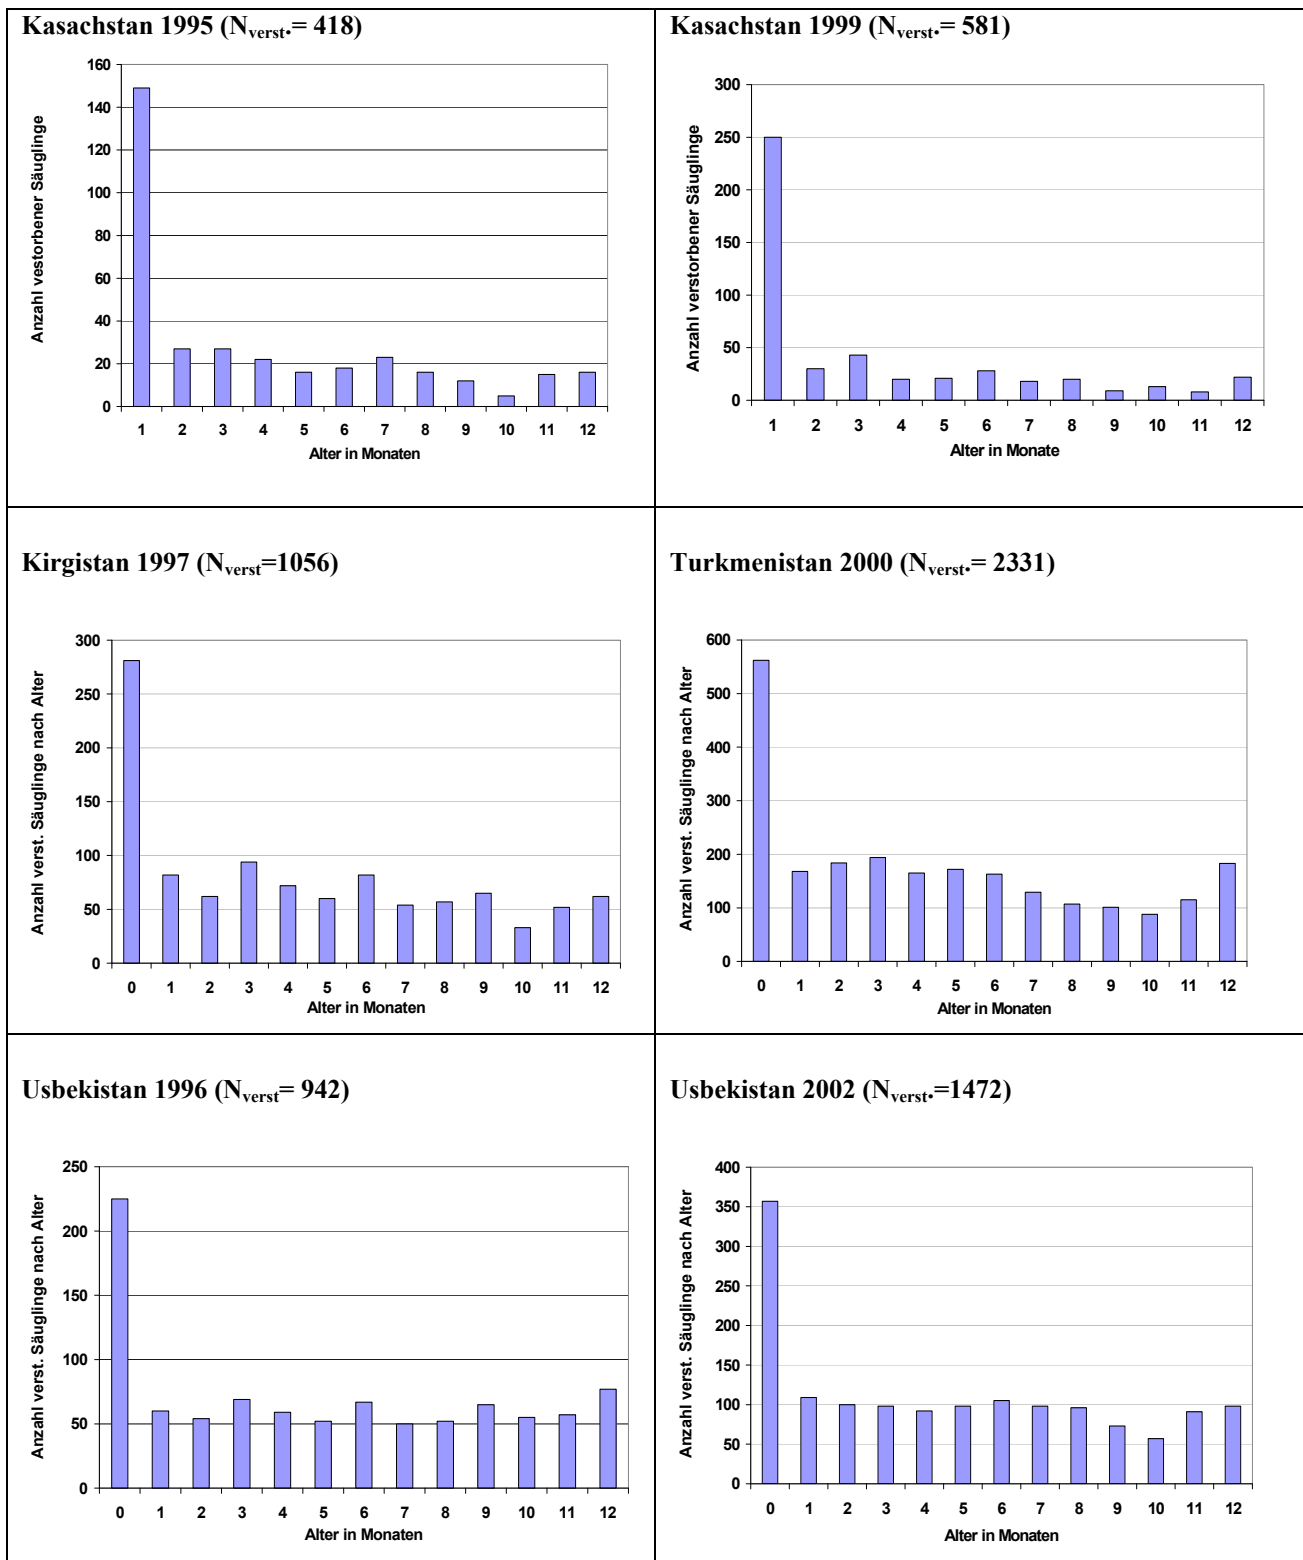 Kasachstan 1995 (Nverst.= 418)
160
140
120
100
80
60
40
20
0
Anzahl vestorbener Säuglinge
1 2 3 4 5 6 7 8 9 10 11 12
Alter in Monaten
Kasachstan 1999 (Nverst.= 581)
300
250
200
150
100
50
0
Anzahl verstorbener Säuglinge
1 2 3 4 5 6 7 8 9 10 11 12
Alter in Monate
Kirgistan 1997 (Nverst=1056)
300
250
200
150
100
50
0
Anzahl verst. Säuglinge nach Alter
0 1 2 3 4 5 6 7 8 9 10 11 12
Alter in Monaten
Turkmenistan 2000 (Nverst.= 2331)
600
500
400
300
200
100
0
Anzahl verst. Säuglinge nach Alter
0 1 2 3 4 5 6 7 8 9 10 11 12
Alter in Monaten
Usbekistan 1996 (Nverst= 942)
250
200
150
100
50
0
Anzahl verst. Säuglinge nach Alter
0 1 2 3 4 5 6 7 8 9 10 11 12
Alter in Monaten
Usbekistan 2002 (Nverst.=1472)
400
350
300
250
200
150
100
50
0
Anzahl verst. Säuglinge nach Alter
0 1 2 3 4 5 6 7 8 9 10 11 12
Alter in Monaten